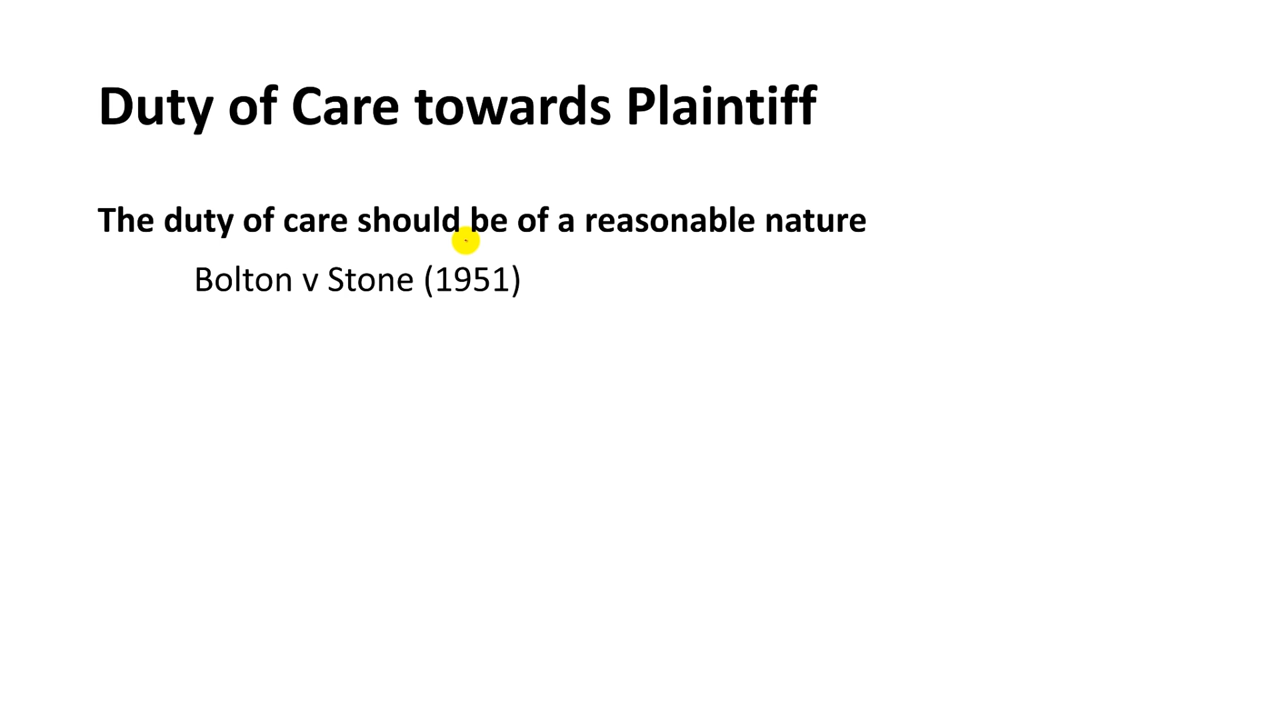 Duty of Care towards Plaintiff
The duty of care should be of a reasonable nature
Bolton v Stone (1951)